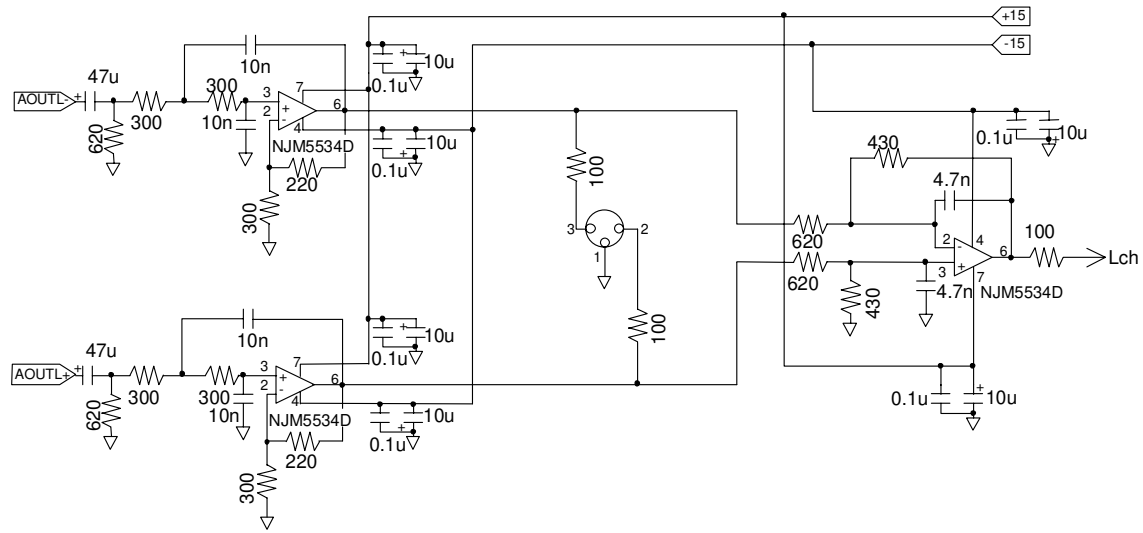 +15
-15
10n
47u
AOUTL-
+
300
300
10n
620
3
2
7
4
6
+
-
NJM5534D
220
300
+
10u
0.1u
10u
0.1u
+
100
3
2
1
100
0.1u
10u
+
430
4.7n
620
620
2
3
4
6
7
-
+
100
Lch
NJM5534D
4.7n
430
0.1u
+
10u
10n
47u
AOUTL+
+
300
300
10n
620
3
2
7
4
6
+
-
NJM5534D
220
300
+
10u
0.1u
10u
0.1u
+